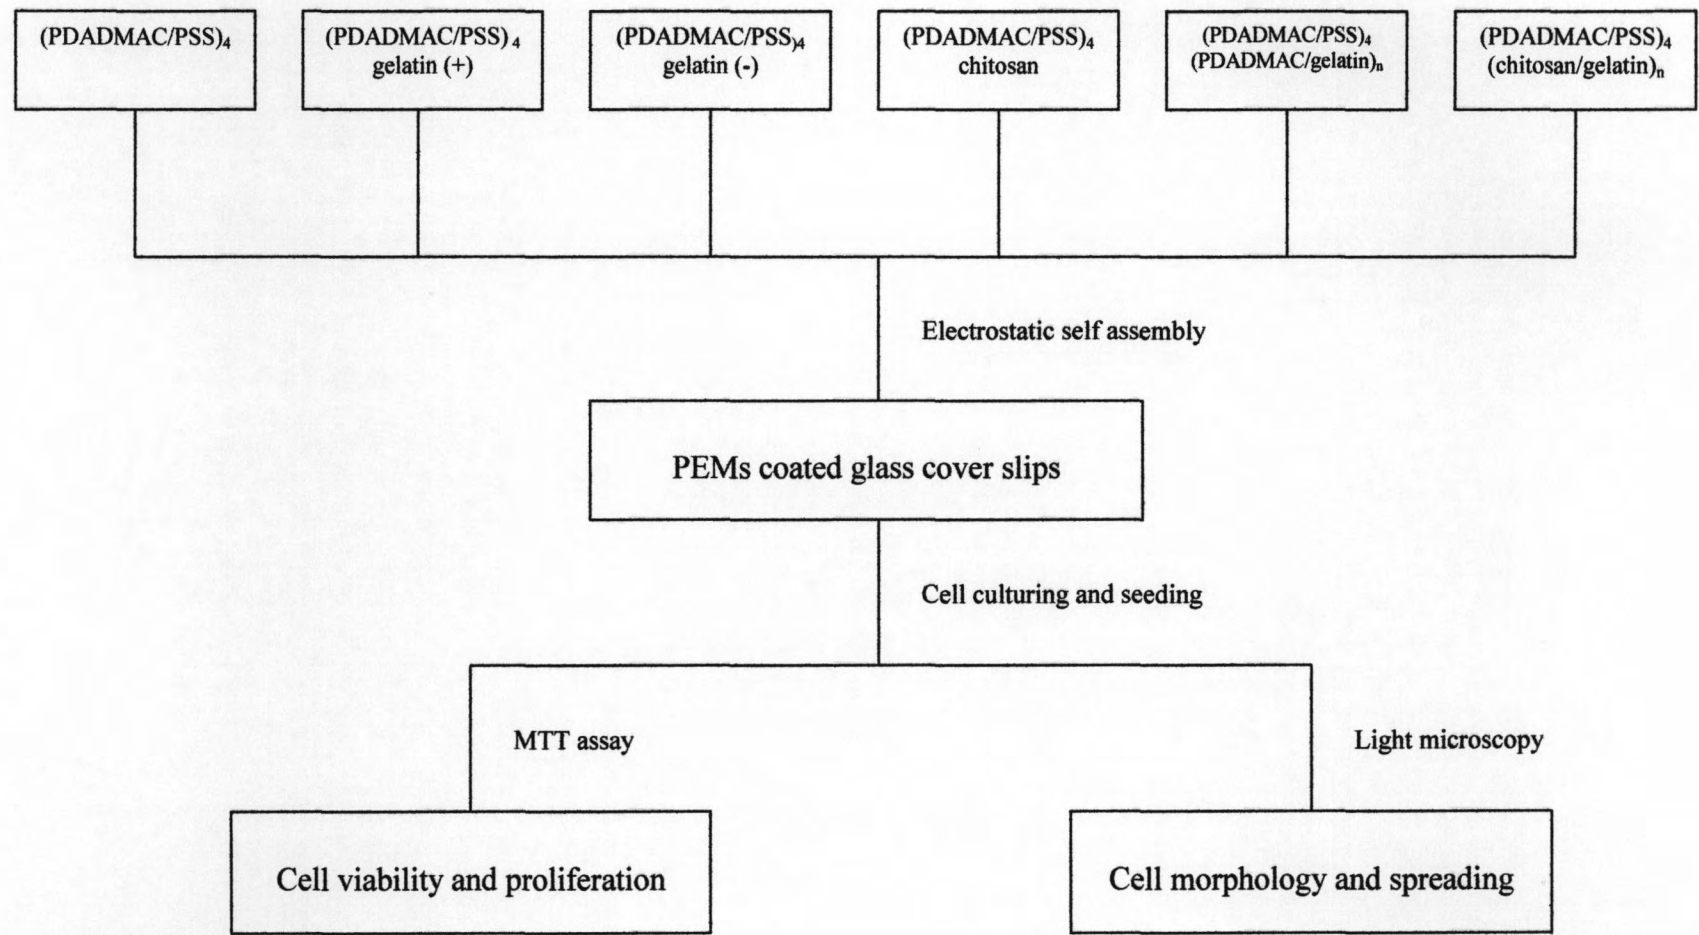 (PDADMAC/PSS)₄
(PDADMAC/PSS) ₄
gelatin (+)
(PDADMAC/PSS₎₄
gelatin (-)
(PDADMAC/PSS)₄
chitosan
(PDADMAC/PSS)₄
(PDADMAC/gelatin)ₙ
(PDADMAC/PSS)₄
(chitosan/gelatin)ₙ
Electrostatic self assembly
PEMs coated glass cover slips
Cell culturing and seeding
MTT assay
Light microscopy
Cell viability and proliferation
Cell morphology and spreading